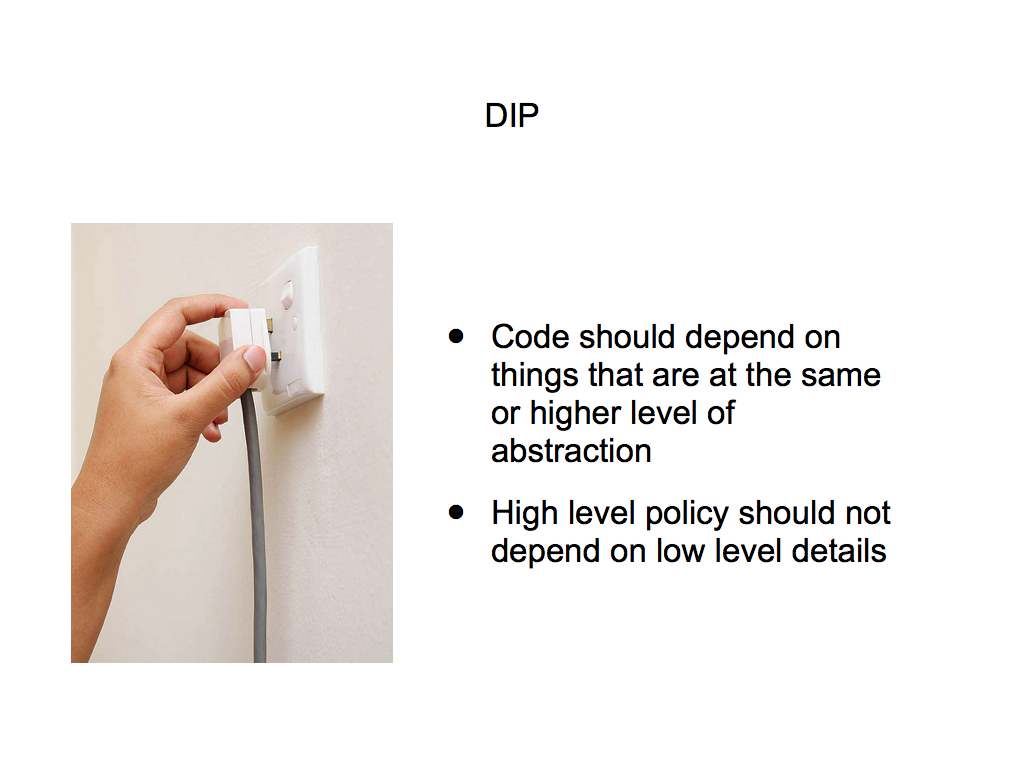 DIP
• Code should depend on
things that are at the same
or higher level of
abstraction
• High level policy should not
depend on low level details